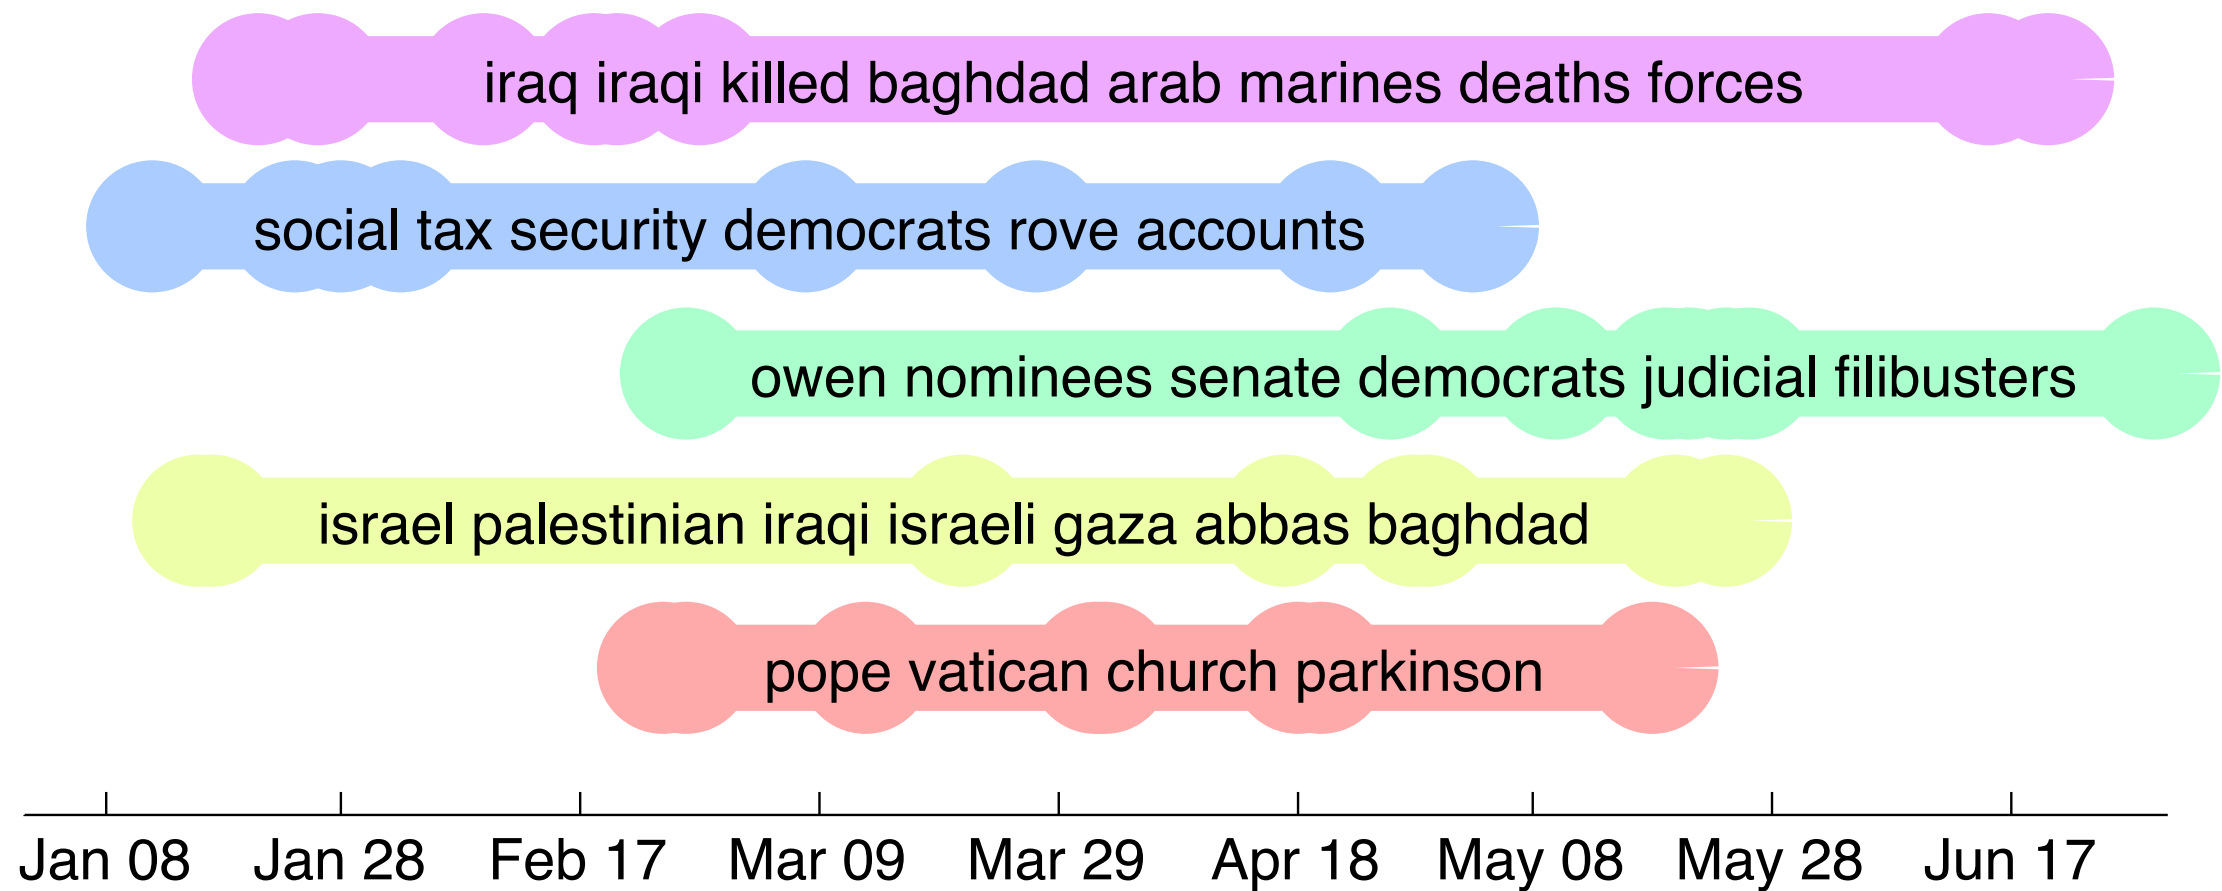 iraq iraqi killed baghdad arab marines deaths forces
social tax security democrats rove accounts
owen nominees senate democrats judicial filibusters
israel palestinian iraqi israeli gaza abbas baghdad
pope vatican church parkinson
Jan 08 Jan 28 Feb 17 Mar 09 Mar 29 Apr 18 May 08 May 28 Jun 17